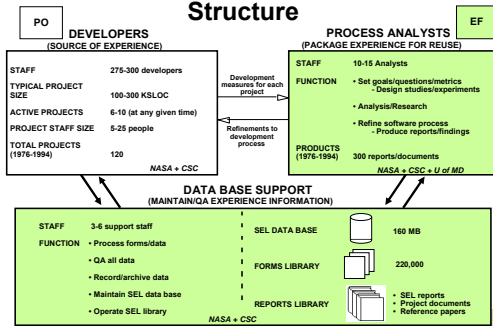 Structure
PO
EF
DEVELOPERS
(SOURCE OF EXPERIENCE)
STAFF 275-300 developers
TYPICAL PROJECT
SIZE 100-300 KSLOC
ACTIVE PROJECTS 6-10 (at any given time)
PROJECT STAFF SIZE 5-25 people
TOTAL PROJECTS
(1976-1994) 120
NASA + CSC
Development
measures for each
project
Refinements to
development
process
PROCESS ANALYSTS
(PACKAGE EXPERIENCE FOR REUSE)
STAFF 10-15 Analysts
FUNCTION • Set goals/questions/metrics
- Design studies/experiments
• Analysis/Research
• Refine software process
- Produce reports/findings
PRODUCTS
(1976-1994) 300 reports/documents
NASA + CSC + U of MD
DATA BASE SUPPORT
(MAINTAIN/QA EXPERIENCE INFORMATION)
STAFF 3-6 support staff
FUNCTION • Process forms/data
• QA all data
• Record/archive data
• Maintain SEL data base
• Operate SEL library
NASA + CSC
SEL DATA BASE 160 MB
FORMS LIBRARY 220,000
REPORTS LIBRARY • SEL reports
• Project documents
• Reference papers